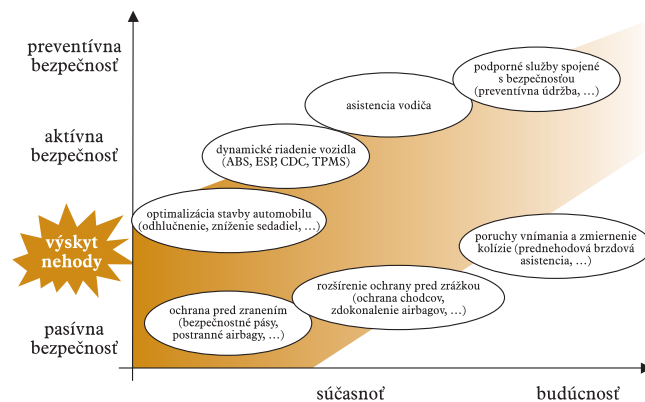 preventívna
bezpečnosť
podporné služby spojené
s bezpečnosťou
(preventívna údržba, …)
asistencia vodiča
aktívna
bezpečnosť
dynamické riadenie vozidla
(ABS, ESP, CDC, TPMS)
optimalizácia stavby automobilu
(odhlučnenie, zníženie sedadiel, …)
výskyt
nehody
poruchy vnímania a zmiernenie
kolízie (prednehodová brzdová
asistencia, …)
rozšírenie ochrany pred zrážkou
(ochrana chodcov,
zdokonalenie airbagov, …)
ochrana pred zranením
(bezpečnostné pásy,
postranné airbagy, …)
pasívna
bezpečnosť
súčasnoť
budúcnosť